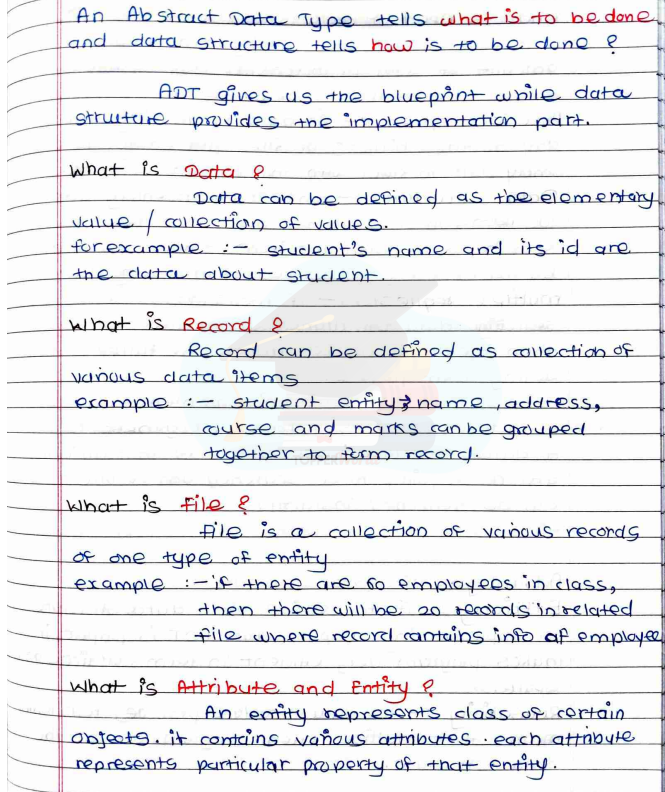 An Abstract Data Type tells what is to be done
and data structure tells how is to be done ?
ADT gives us the blueprint while data
structure provides the implementation part.
What is Data ?
Data can be defined as the elementary
value / collection of values.
for example :- student's name and its id are
the data about student.
What is Record ?
Record can be defined as collection of
various data items
example :- student entity → name , address,
course and marks can be grouped
together to form record.
What is File ?
File is a collection of various records
of one type of entity
example :- if there are 60 employees in class,
then there will be 20 records in related
file where record contains info of employee
What is Attribute and Entity ?
An entity represents class of certain
objects. it contains various attributes . each attribute
represents particular property of that entity.